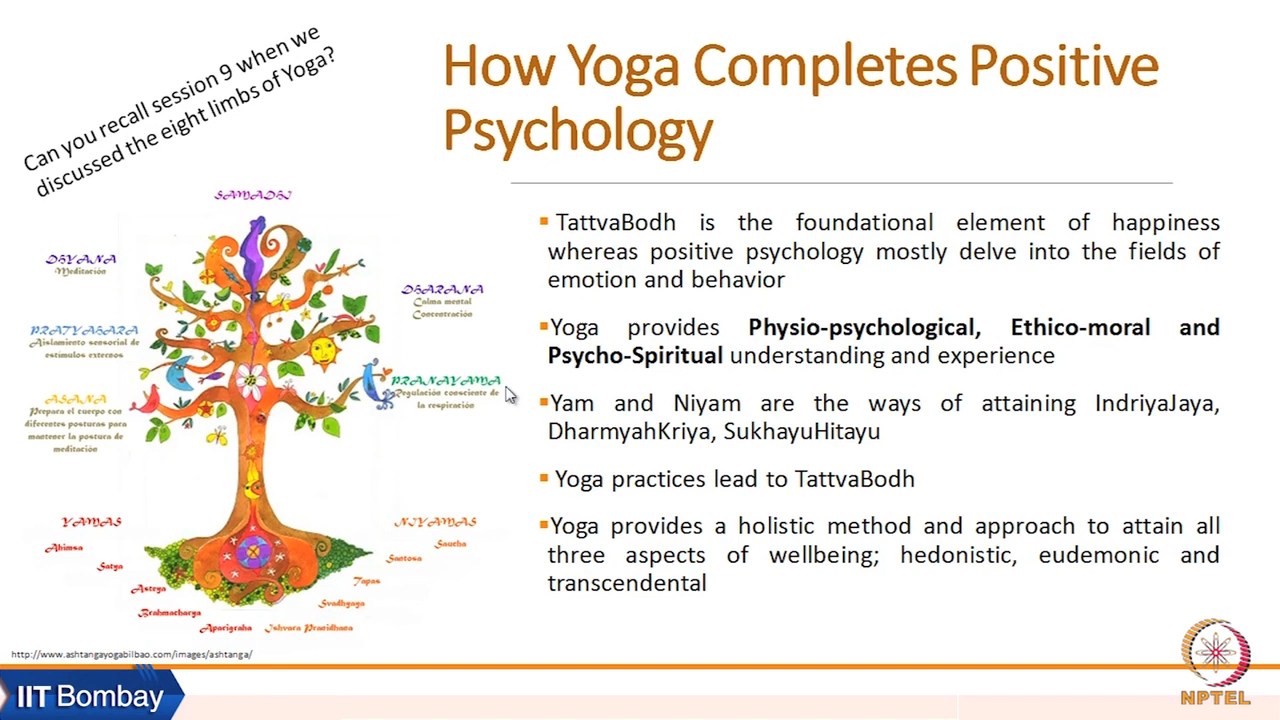 Can you recall session 9 when we
discussed the eight limbs of Yoga?
How Yoga Completes Positive
Psychology
SAMADHI
DHYANA
Meditación
DHARANA
Calma mental
Concentración
PRATYAHARA
Aislamiento sensorial de
estímulos externos
PRANAYAMA
Regulación consciente de
la respiración
ASANA
Prepara el cuerpo con
diferentes posturas para
mantener la postura de
meditación
YAMAS
Ahimsa
Satya
Asteya
Brahmacharya
Aparigraha
NIYAMAS
Saucha
Santosa
Tapas
Svadhyaya
Ishvara Pranidhana
http://www.ashtangayogabilbao.com/images/ashtanga/
▪ TattvaBodh is the foundational element of happiness
whereas positive psychology mostly delve into the fields of
emotion and behavior
▪Yoga provides Physio-psychological, Ethico-moral and
Psycho-Spiritual understanding and experience
▪Yam and Niyam are the ways of attaining IndriyaJaya,
DharmyahKriya, SukhayuHitayu
▪ Yoga practices lead to TattvaBodh
▪Yoga provides a holistic method and approach to attain all
three aspects of wellbeing; hedonistic, eudemonic and
transcendental
IIT Bombay
NPTEL